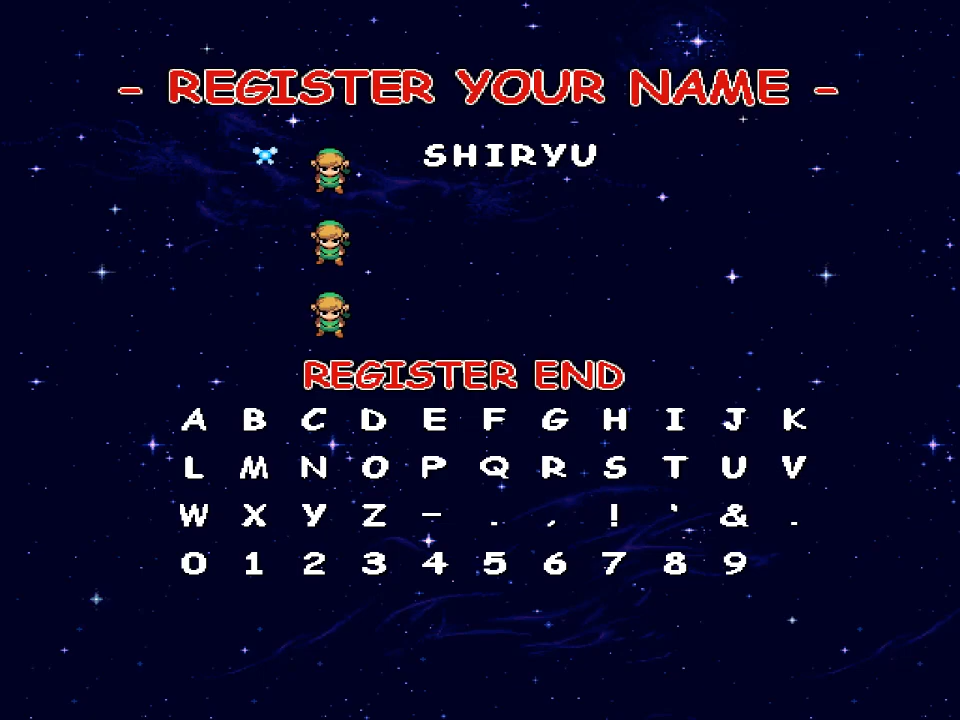 - REGISTER YOUR NAME -
SHIRYU
REGISTER END
A B C D E F G H I J K
L M N O P Q R S T U V
W X Y Z - . , ! ' & .
0 1 2 3 4 5 6 7 8 9